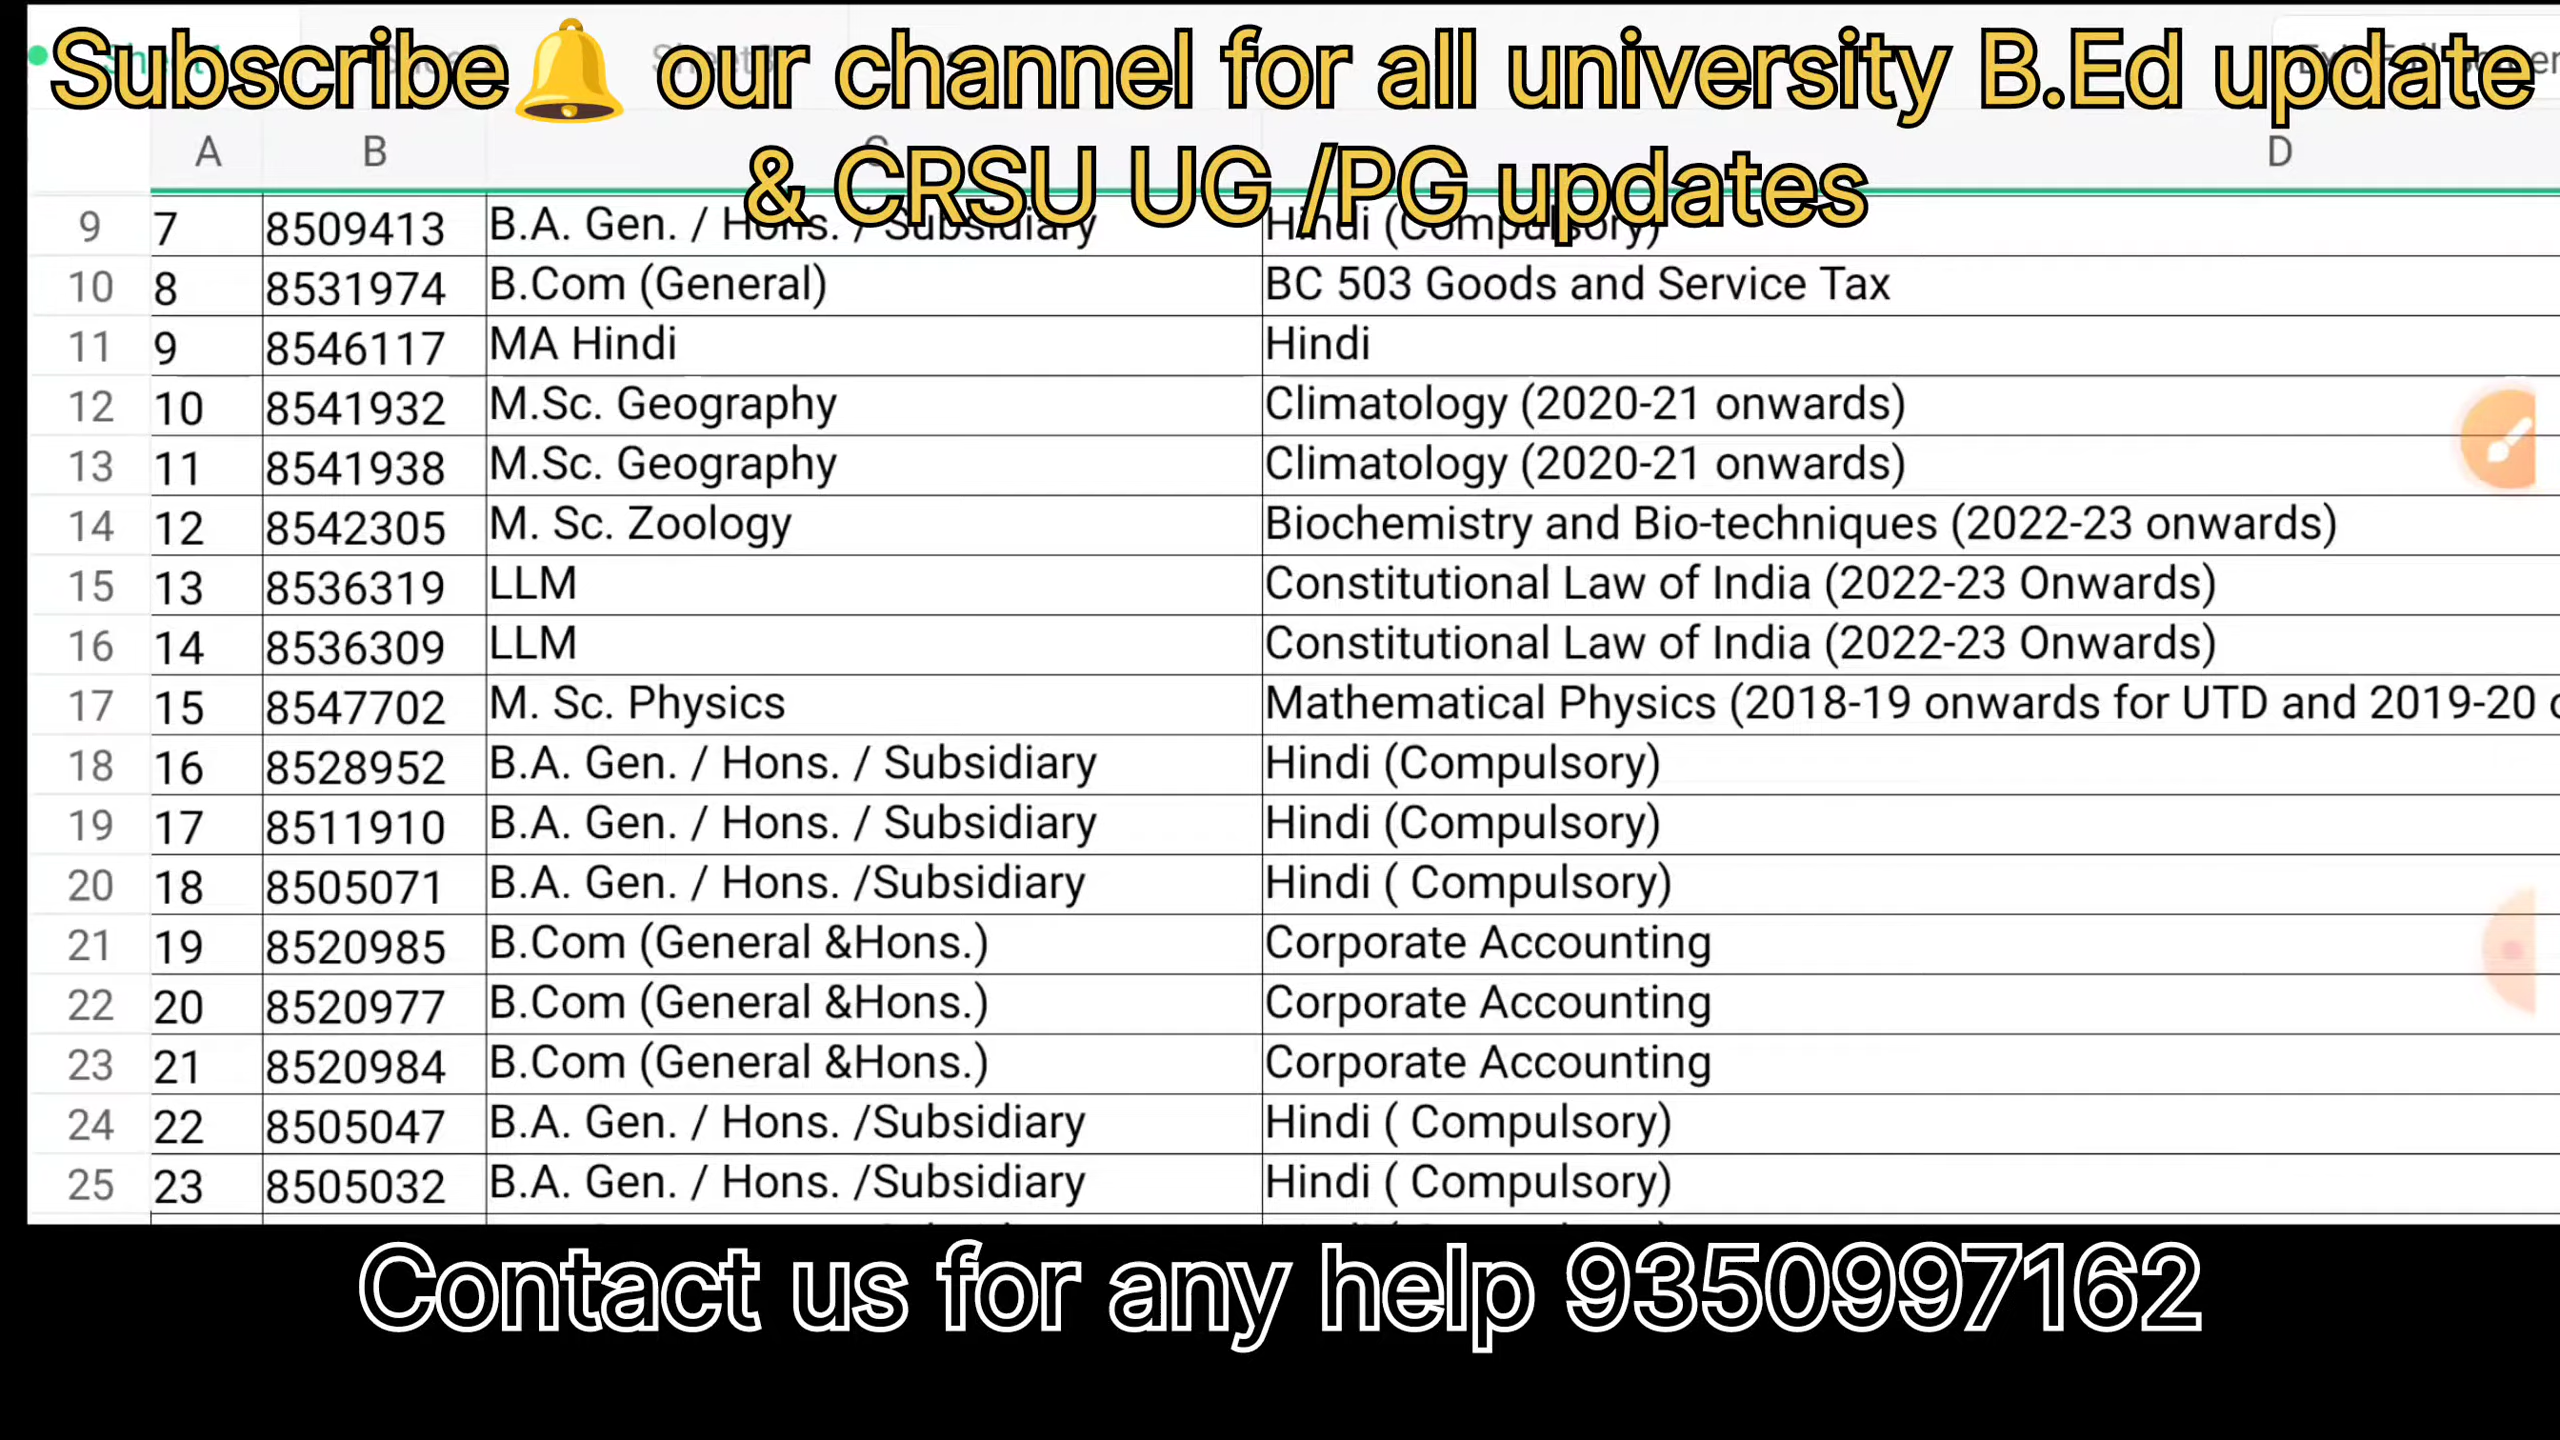 Subscribe🔔 our channel for all university B.Ed update
& CRSU UG /PG updates
A B C D
9 7 8509413 B.A. Gen. / Hons. / Subsidiary Hindi (Compulsory)
10 8 8531974 B.Com (General) BC 503 Goods and Service Tax
11 9 8546117 MA Hindi Hindi
12 10 8541932 M.Sc. Geography Climatology (2020-21 onwards)
13 11 8541938 M.Sc. Geography Climatology (2020-21 onwards)
14 12 8542305 M. Sc. Zoology Biochemistry and Bio-techniques (2022-23 onwards)
15 13 8536319 LLM Constitutional Law of India (2022-23 Onwards)
16 14 8536309 LLM Constitutional Law of India (2022-23 Onwards)
17 15 8547702 M. Sc. Physics Mathematical Physics (2018-19 onwards for UTD and 2019-20
18 16 8528952 B.A. Gen. / Hons. / Subsidiary Hindi (Compulsory)
19 17 8511910 B.A. Gen. / Hons. / Subsidiary Hindi (Compulsory)
20 18 8505071 B.A. Gen. / Hons. /Subsidiary Hindi ( Compulsory)
21 19 8520985 B.Com (General &Hons.) Corporate Accounting
22 20 8520977 B.Com (General &Hons.) Corporate Accounting
23 21 8520984 B.Com (General &Hons.) Corporate Accounting
24 22 8505047 B.A. Gen. / Hons. /Subsidiary Hindi ( Compulsory)
25 23 8505032 B.A. Gen. / Hons. /Subsidiary Hindi ( Compulsory)
Contact us for any help 9350997162